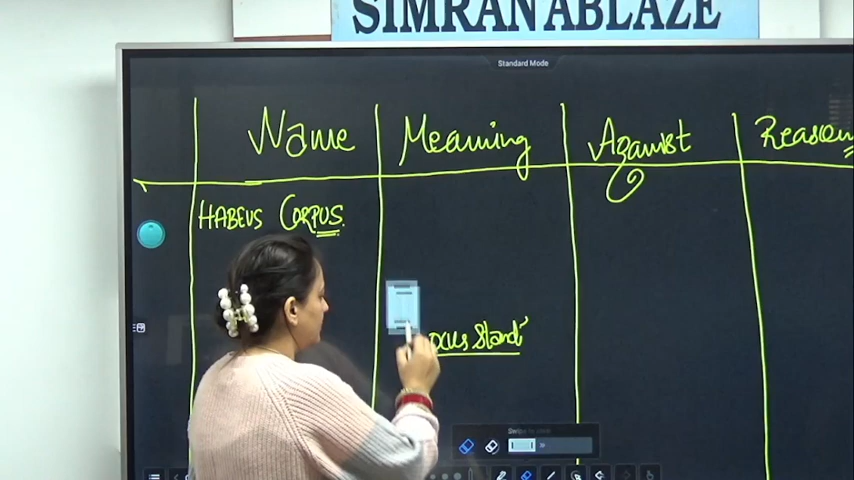 SIMRAN ABLAZE
Standard Mode
Name Meaning Against Reason
HABEUS CORPUS.